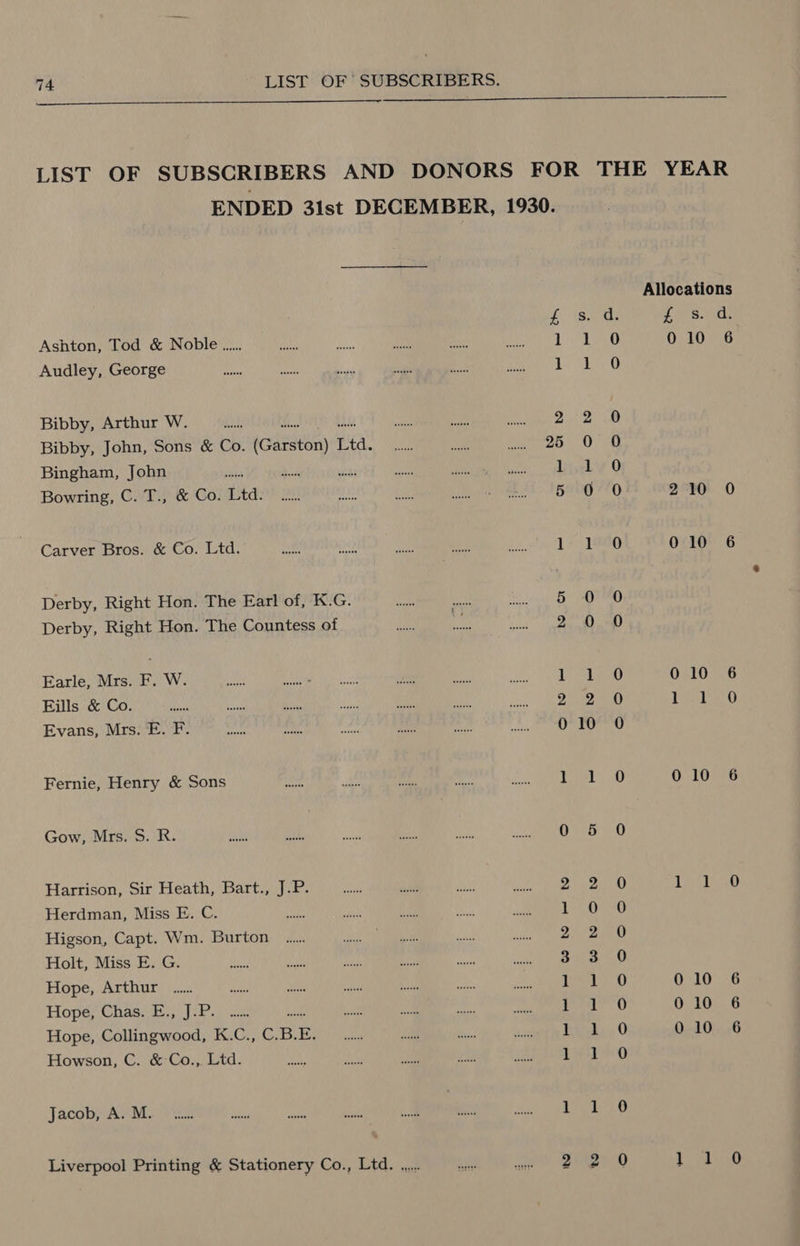 74 LIST OF SUBSCRIBERS.
LIST OF SUBSCRIBERS AND DONORS FOR THE YEAR
ENDED 31st DECEMBER, 1930.
Allocations
£ s. d. £ s. d.
Ashton, Tod & Noble ...... 1 1 0 0 10 6
Audley, George ...... 1 1 0
Bibby, Arthur W. ...... 2 2 0
Bibby, John, Sons & Co. (Garston) Ltd. ...... 25 0 0
Bingham, John ...... 1 1 0
Bowring, C. T., & Co. Ltd. ...... 5 0 0 2 10 0
Carver Bros. & Co. Ltd. ...... 1 1 0 0 10 6
Derby, Right Hon. The Earl of, K.G. ...... 5 0 0
Derby, Right Hon. The Countess of ...... 2 0 0
Earle, Mrs. F. W. ...... 1 1 0 0 10 6
Eills & Co. ...... 2 2 0 1 1 0
Evans, Mrs. E. F. ...... 0 10 0
Fernie, Henry & Sons ...... 1 1 0 0 10 6
Gow, Mrs. S. R. ...... 0 5 0
Harrison, Sir Heath, Bart., J.P. ...... 2 2 0 1 1 0
Herdman, Miss E. C. ...... 1 0 0
Higson, Capt. Wm. Burton ...... 2 2 0
Holt, Miss E. G. ...... 3 3 0
Hope, Arthur ...... 1 1 0 0 10 6
Hope, Chas. E., J.P. ...... 1 1 0 0 10 6
Hope, Collingwood, K.C., C.B.E. ...... 1 1 0 0 10 6
Howson, C. & Co., Ltd. ...... 1 1 0
Jacob, A. M. ...... 1 1 0
Liverpool Printing & Stationery Co., Ltd. ...... 2 2 0 1 1 0